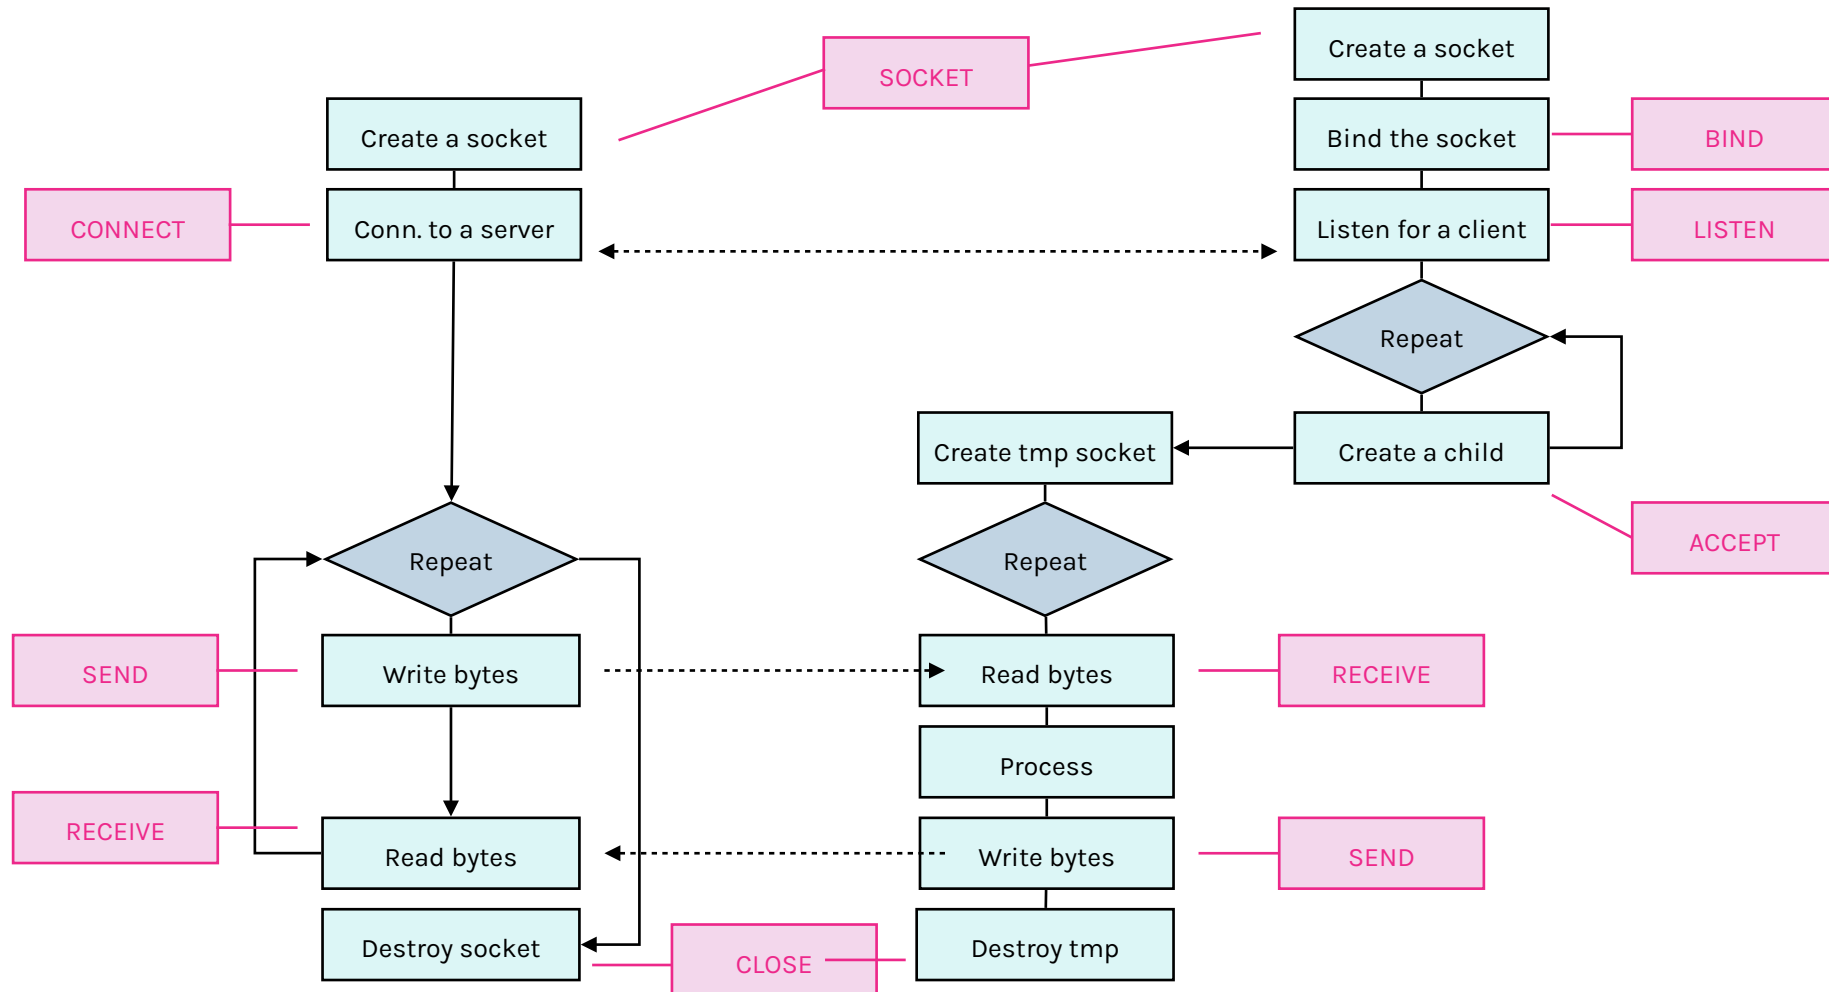 Create a socket
SOCKET
Create a socket
Bind the socket
BIND
CONNECT
Conn. to a server
Listen for a client
LISTEN
Repeat
Create tmp socket
Create a child
ACCEPT
Repeat
Repeat
SEND
Write bytes
Read bytes
RECEIVE
Process
RECEIVE
Read bytes
Write bytes
SEND
Destroy socket
CLOSE
Destroy tmp